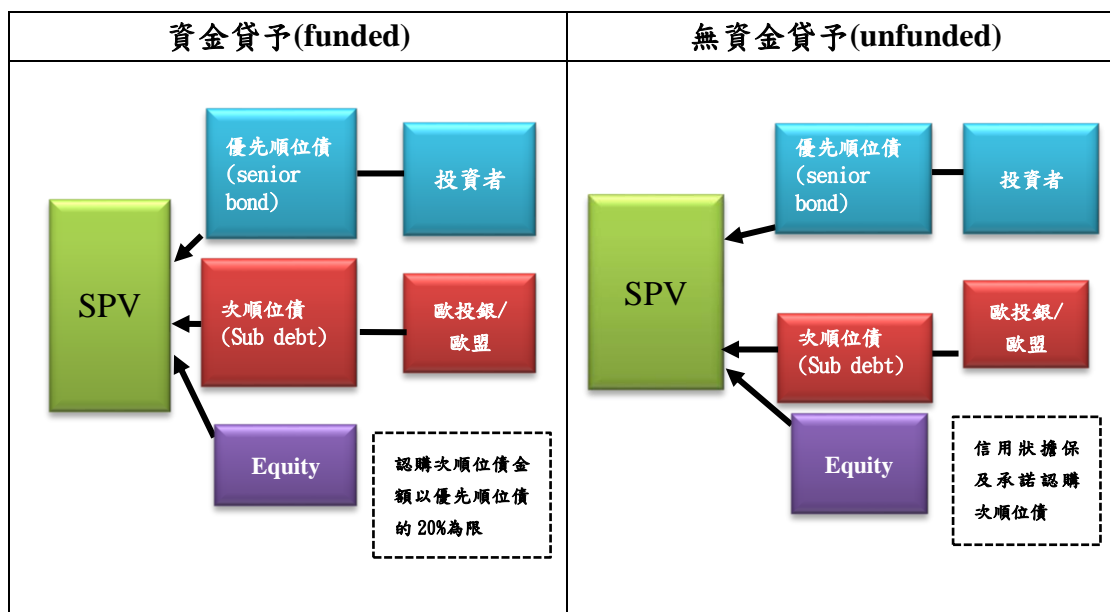 資金貸予(funded)
無資金貸予(unfunded)
優先順位債
(senior
bond)
投資者
SPV
次順位債
(Sub debt)
歐投銀/
歐盟
Equity
認購次順位債金
額以優先順位債
的 20%為限
優先順位債
(senior
bond)
投資者
SPV
次順位債
(Sub debt)
歐投銀/
歐盟
Equity
信用狀擔保
及承諾認購
次順位債